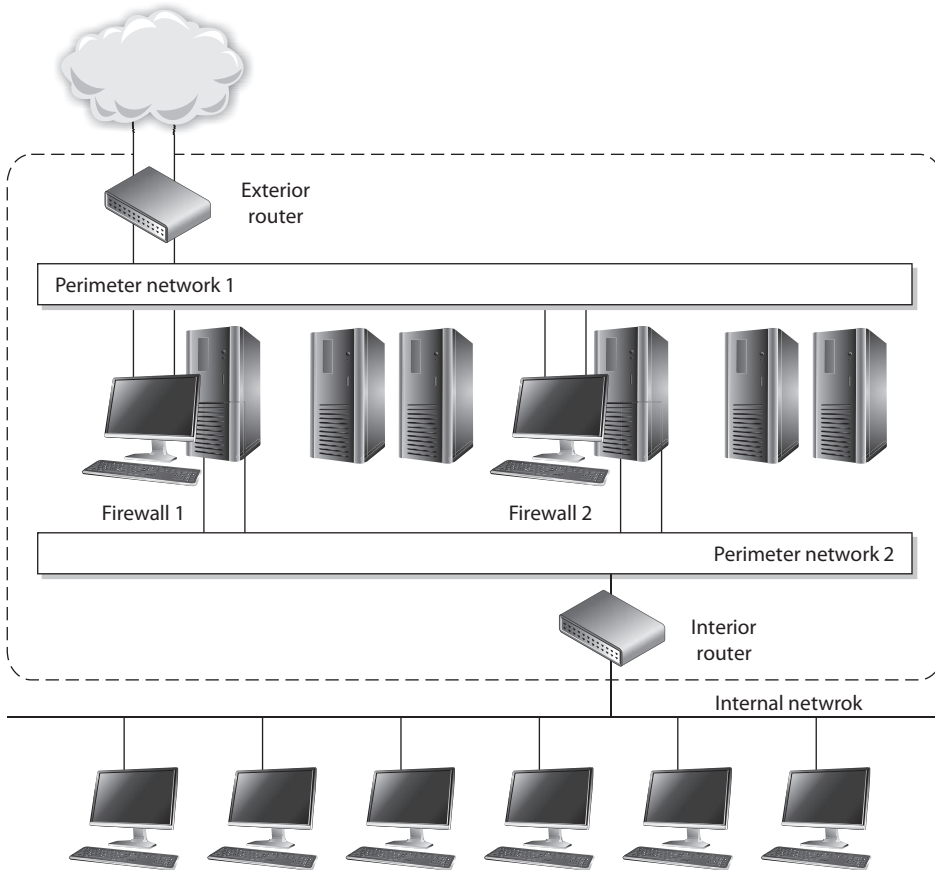 Exterior
router
Perimeter network 1
Firewall 1
Firewall 2
Perimeter network 2
Interior
router
Internal netwrok